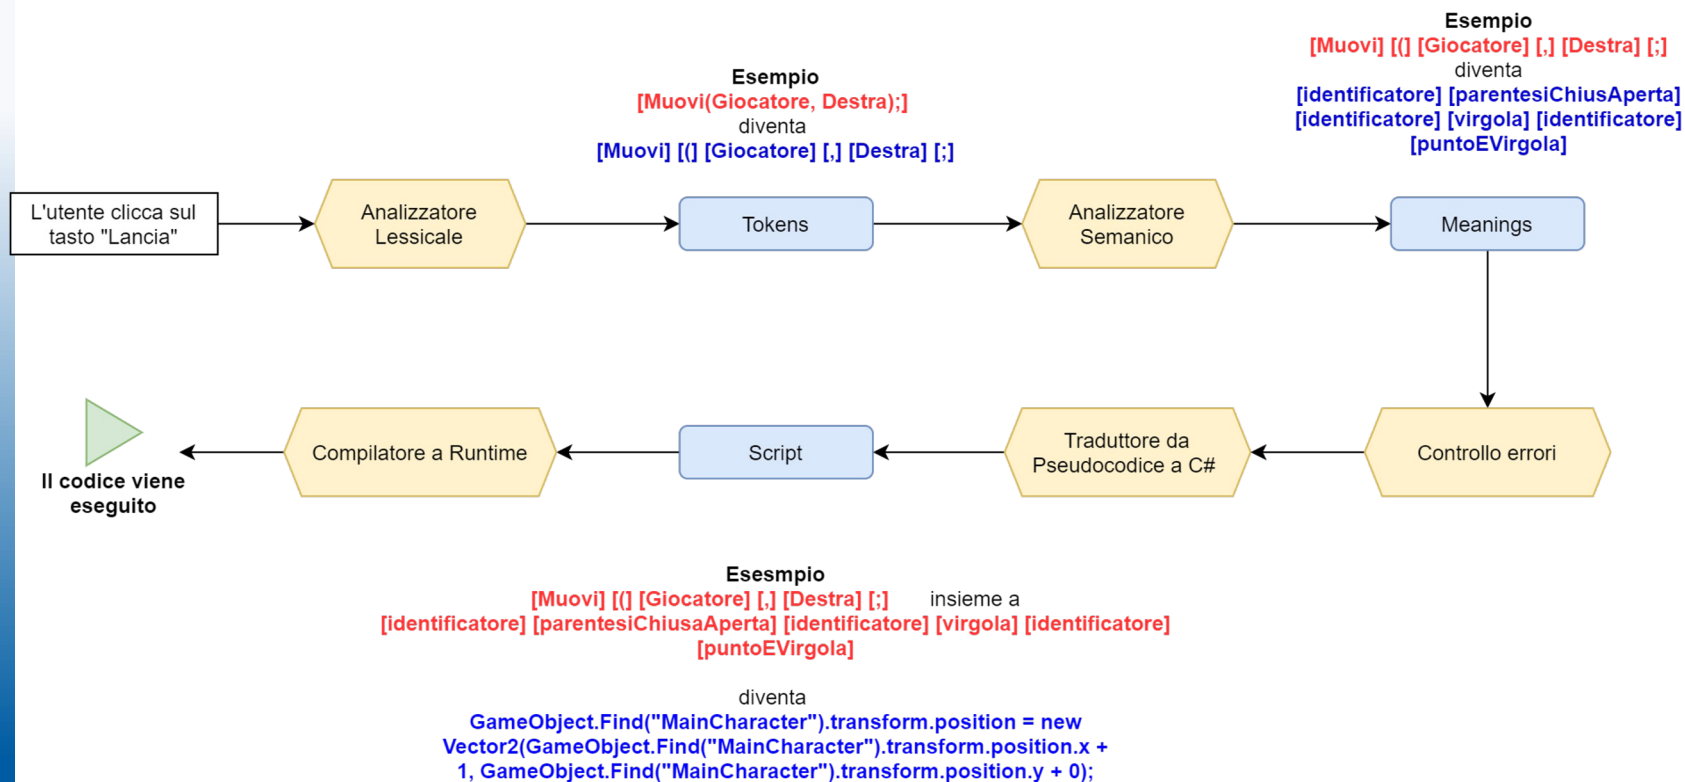 Esempio
[Muovi] [(] [Giocatore] [,] [Destra] [;]
diventa
[identificatore] [parentesiChiusAperta]
[identificatore] [virgola] [identificatore]
[puntoEVirgola]
Esempio
[Muovi(Giocatore, Destra);]
diventa
[Muovi] [(] [Giocatore] [,] [Destra] [;]
L'utente clicca sul
tasto "Lancia"
Analizzatore
Lessicale
Tokens
Analizzatore
Semanico
Meanings
Controllo errori
Traduttore da
Pseudocodice a C#
Script
Compilatore a Runtime
Il codice viene
eseguito
Esesmpio
[Muovi] [(] [Giocatore] [,] [Destra] [;] insieme a
[identificatore] [parentesiChiusaAperta] [identificatore] [virgola] [identificatore]
[puntoEVirgola]
diventa
GameObject.Find("MainCharacter").transform.position = new
Vector2(GameObject.Find("MainCharacter").transform.position.x +
1, GameObject.Find("MainCharacter").transform.position.y + 0);